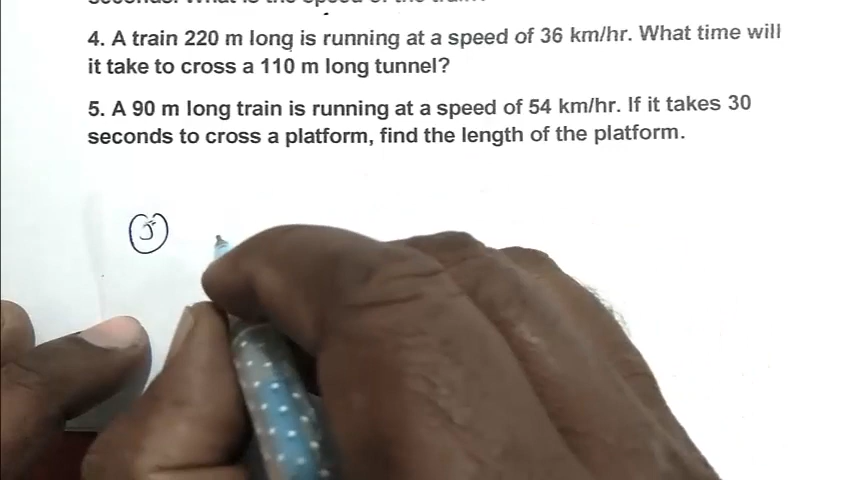 4. A train 220 m long is running at a speed of 36 km/hr. What time will
it take to cross a 110 m long tunnel?
5. A 90 m long train is running at a speed of 54 km/hr. If it takes 30
seconds to cross a platform, find the length of the platform.
5